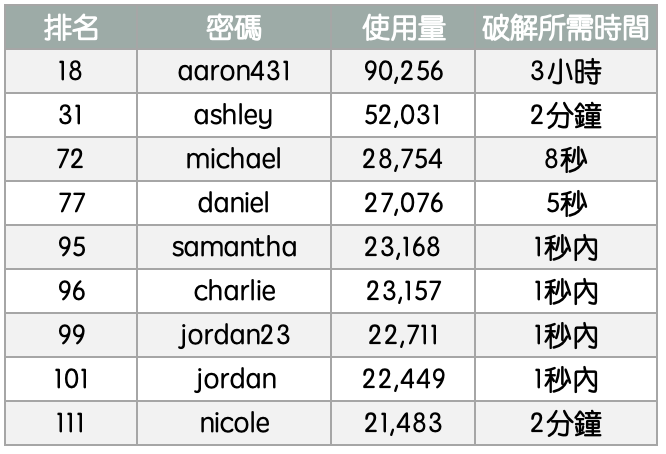 排名 密碼 使用量 破解所需時間
18 aaron431 90,256 3小時
31 ashley 52,031 2分鐘
72 michael 28,754 8秒
77 daniel 27,076 5秒
95 samantha 23,168 1秒內
96 charlie 23,157 1秒內
99 jordan23 22,711 1秒內
101 jordan 22,449 1秒內
111 nicole 21,483 2分鐘